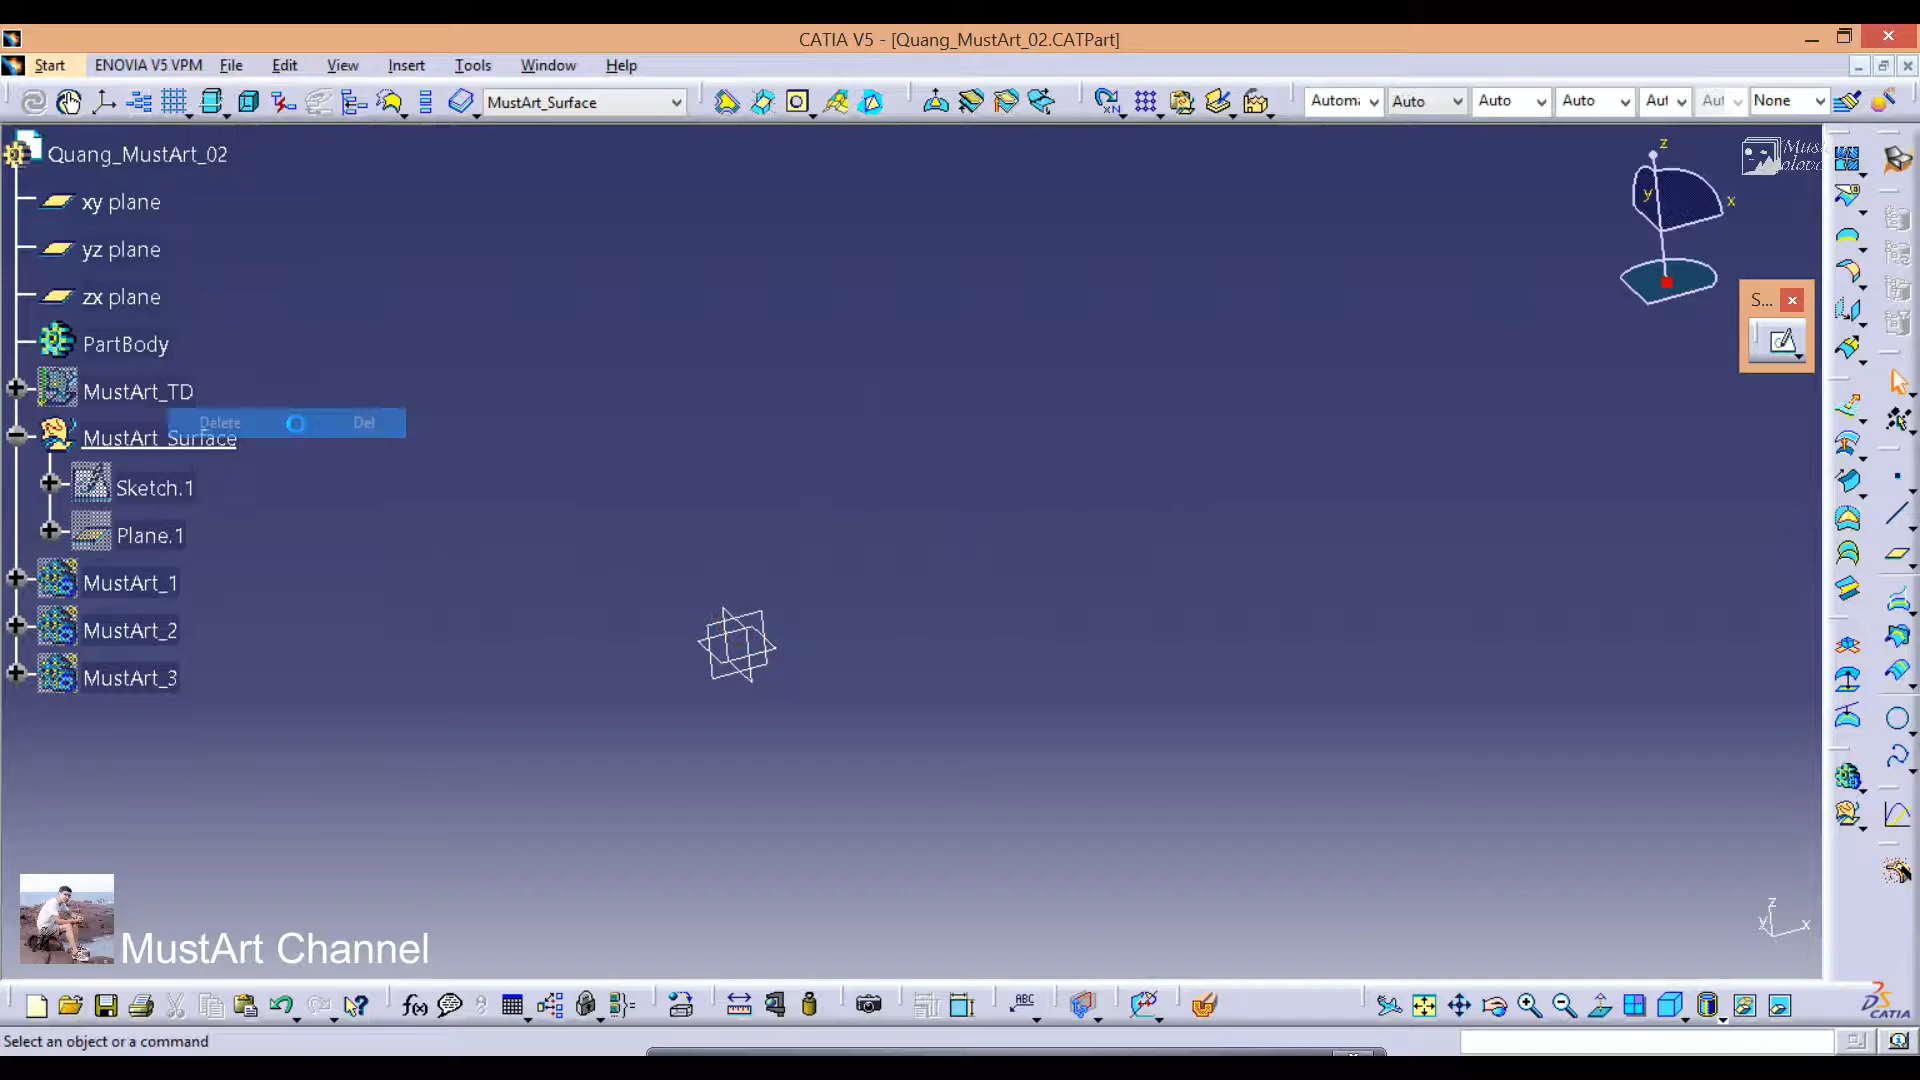 CATIA V5 - [Quang_MustArt_02.CATPart]
Start ENOVIA V5 VPM File Edit View Insert Tools Window Help
MustArt_Surface Auto Auto Auto None
Quang_MustArt_02
xy plane
yz plane
zx plane
PartBody
MustArt_TD
Delete Del
MustArt_Surface
Sketch.1
Plane.1
MustArt_1
MustArt_2
MustArt_3
z
y
x
S...
MustArt Channel
z
y
x
f(x)
ABC
CATIA
Select an object or a command